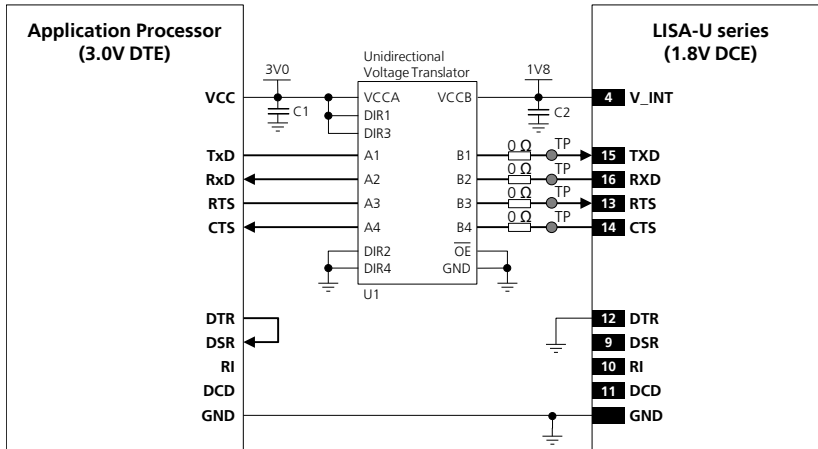 Application Processor
(3.0V DTE)
LISA-U series
(1.8V DCE)
Unidirectional
Voltage Translator
3V0
1V8
VCC
VCCA
VCCB
4
V_INT
C1
DIR1
C2
DIR3
0 Ω
TP
TxD
A1
B1
15
TXD
0 Ω
TP
RxD
A2
B2
16
RXD
0 Ω
TP
RTS
A3
B3
13
RTS
0 Ω
TP
CTS
A4
B4
14
CTS
DIR2
OE
DIR4
GND
U1
DTR
12
DTR
DSR
9
DSR
RI
10
RI
DCD
11
DCD
GND
GND